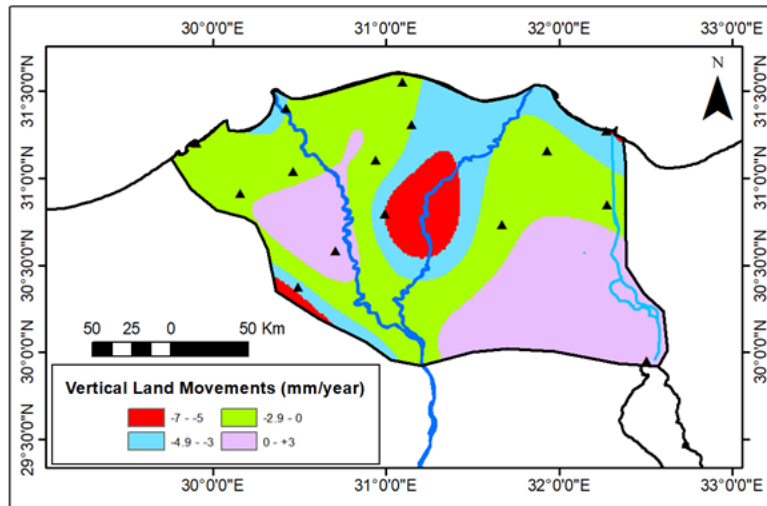 30°0'0"E 31°0'0"E 32°0'0"E 33°0'0"E
N
31°30'0"N 31°30'0"N
31°0'0"N 31°0'0"N
30°30'0"N 30°30'0"N
30°0'0"N 30°0'0"N
29°30'0"N 29°30'0"N
50 25 0 50 Km
Vertical Land Movements (mm/year)
-7 - -5 -2.9 - 0
-4.9 - -3 0 - +3
30°0'0"E 31°0'0"E 32°0'0"E 33°0'0"E